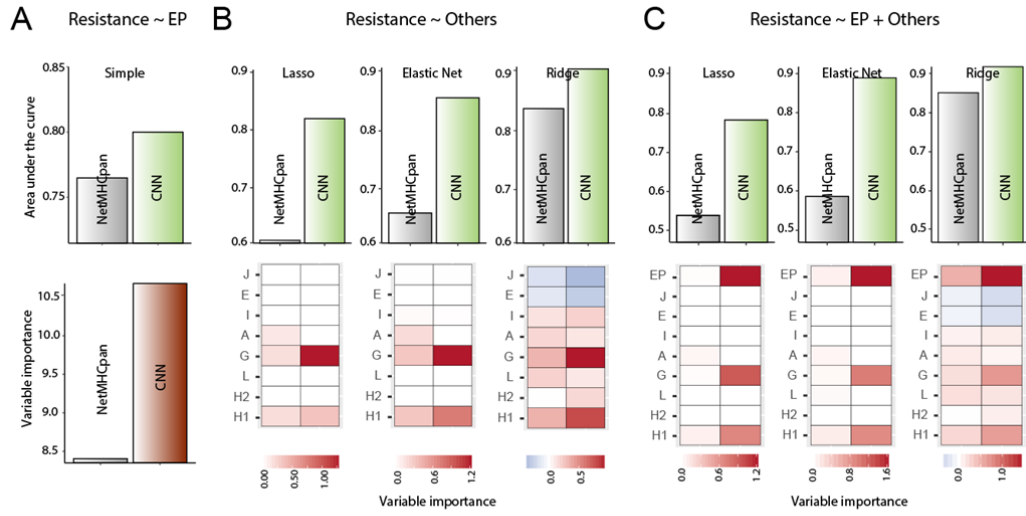 A Resistance ~ EP
B Resistance ~ Others
C Resistance ~ EP + Others
Simple
Area under the curve
0.85
0.80
0.75
NetMHCpan
CNN
Variable importance
10.5
10.0
9.5
9.0
8.5
NetMHCpan
CNN
Lasso
0.9
0.8
0.7
0.6
NetMHCpan
CNN
Elastic Net
0.9
0.8
0.7
0.6
NetMHCpan
CNN
Ridge
0.9
0.8
0.7
0.6
NetMHCpan
CNN
J
E
I
A
G
L
H2
H1
0.00
0.50
1.00
J
E
I
A
G
L
H2
H1
0.0
0.6
1.2
J
E
I
A
G
L
H2
H1
0.0
0.5
Variable importance
Lasso
0.9
0.8
0.7
0.6
0.5
NetMHCpan
CNN
Elastic Net
0.9
0.8
0.7
0.6
0.5
NetMHCpan
CNN
Ridge
0.9
0.8
0.7
0.6
0.5
NetMHCpan
CNN
EP
J
E
I
A
G
L
H2
H1
0.0
0.6
1.2
EP
J
E
I
A
G
L
H2
H1
0.0
0.8
1.6
EP
J
E
I
A
G
L
H2
H1
0.0
1.00
Variable importance